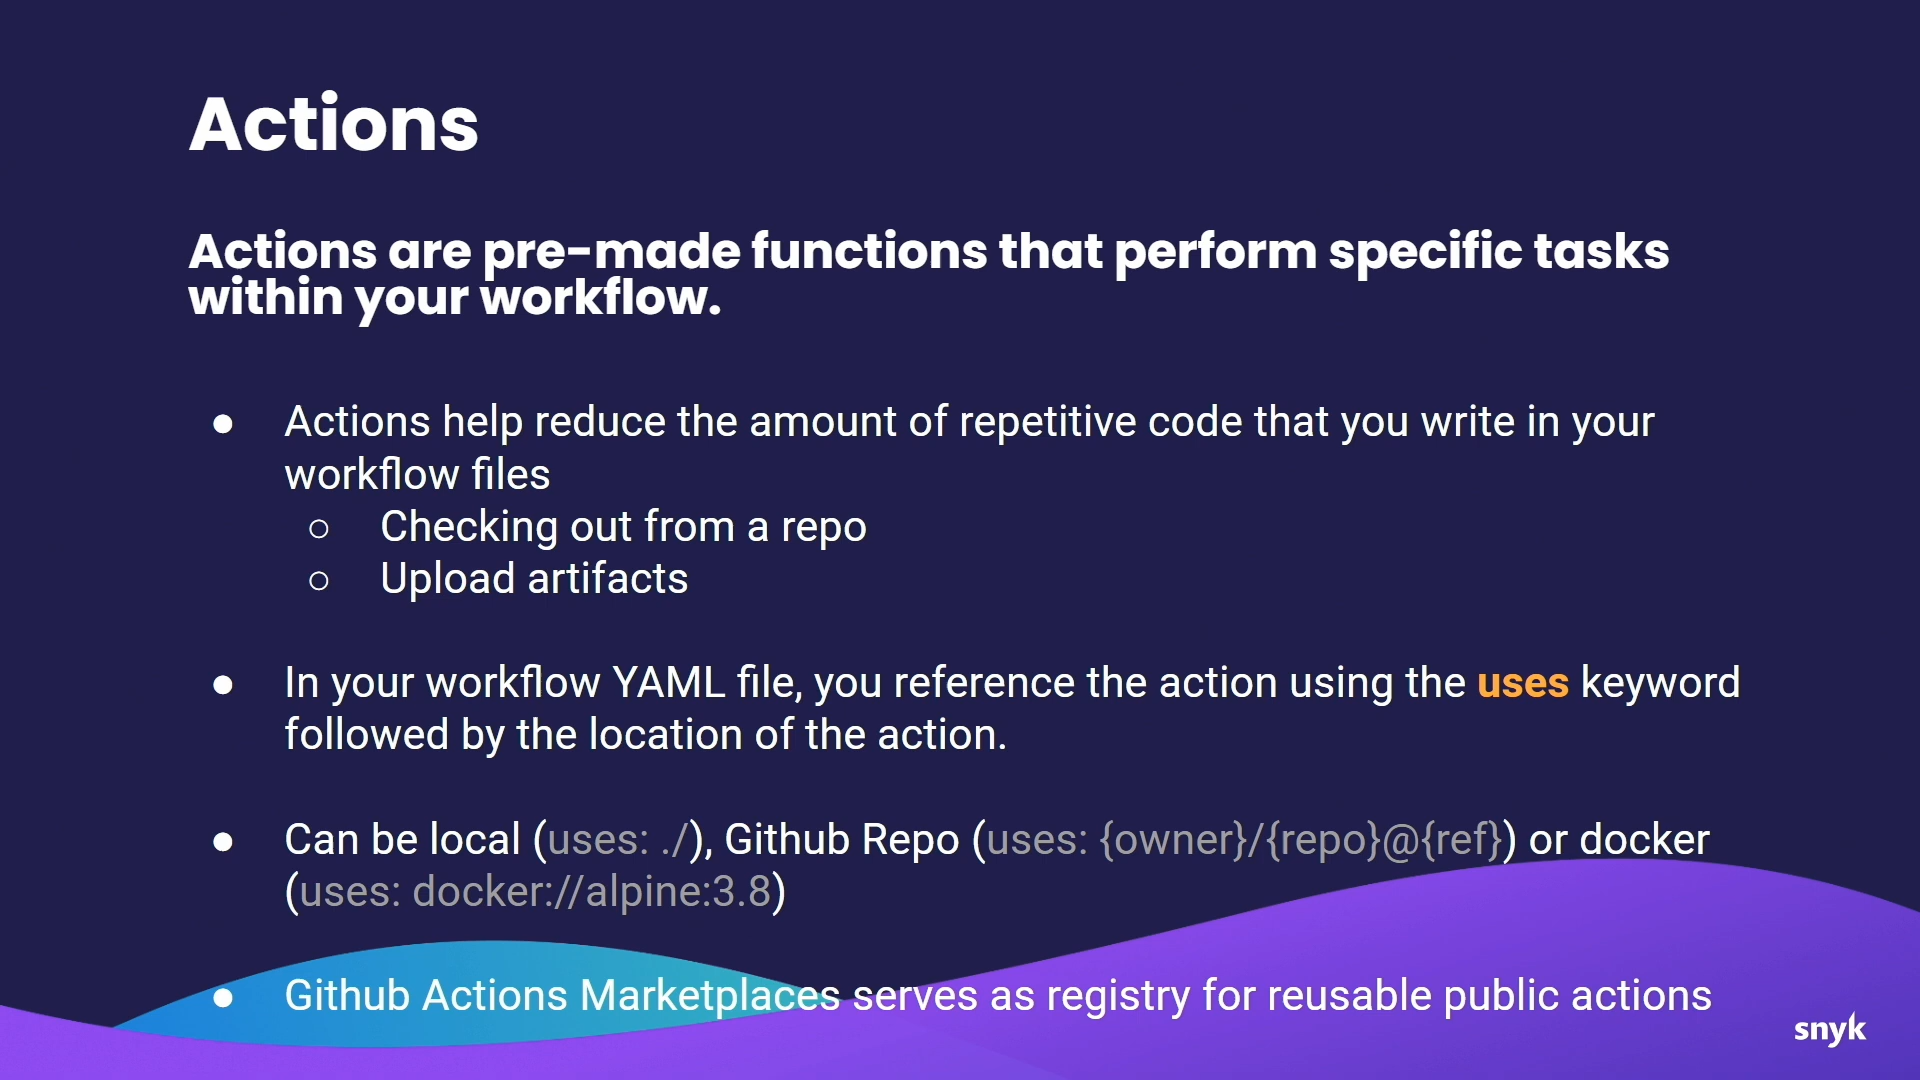 Actions
Actions are pre-made functions that perform specific tasks
within your workflow.
● Actions help reduce the amount of repetitive code that you write in your
workflow files
○ Checking out from a repo
○ Upload artifacts
● In your workflow YAML file, you reference the action using the uses keyword
followed by the location of the action.
● Can be local (uses: ./), Github Repo (uses: {owner}/{repo}@{ref}) or docker
(uses: docker://alpine:3.8)
● Github Actions Marketplaces serves as registry for reusable public actions
snyk